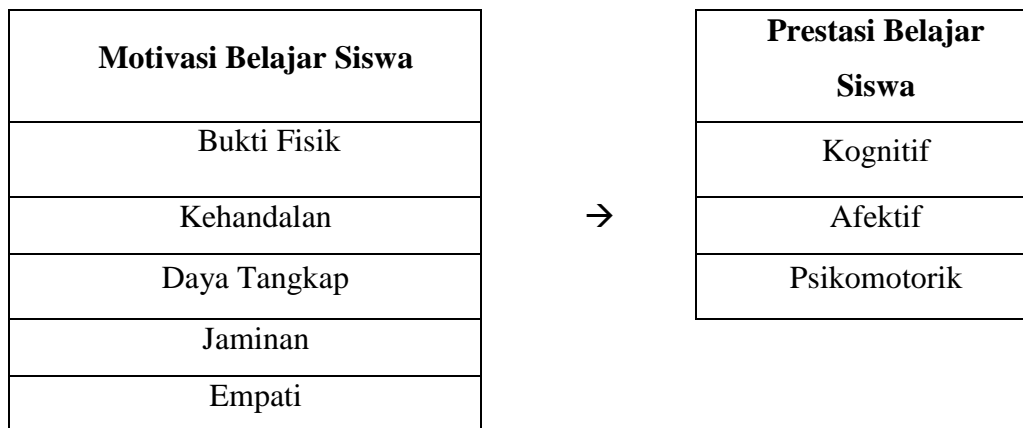 Motivasi Belajar Siswa
Bukti Fisik
Kehandalan
Daya Tangkap
Jaminan
Empati
→
Prestasi Belajar
Siswa
Kognitif
Afektif
Psikomotorik